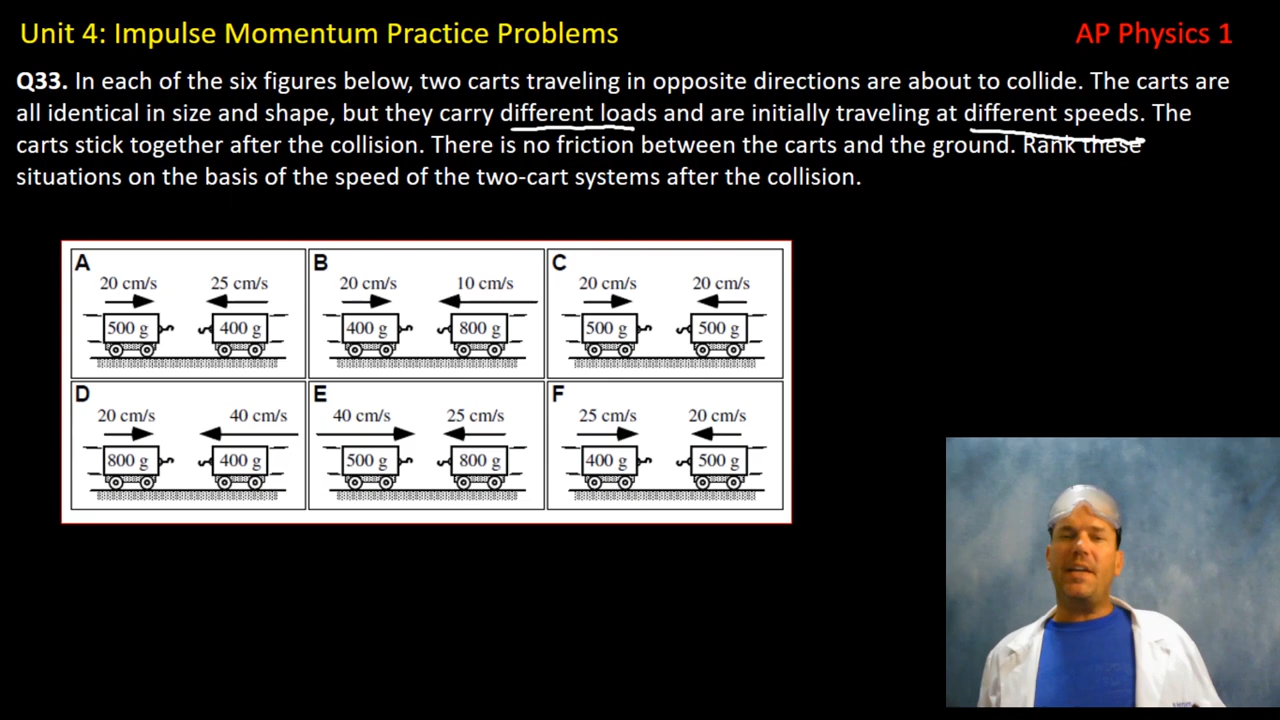 Unit 4: Impulse Momentum Practice Problems
AP Physics 1
Q33. In each of the six figures below, two carts traveling in opposite directions are about to collide. The carts are
all identical in size and shape, but they carry different loads and are initially traveling at different speeds. The
carts stick together after the collision. There is no friction between the carts and the ground. Rank these
situations on the basis of the speed of the two-cart systems after the collision.
A
20 cm/s 25 cm/s
500 g 400 g
B
20 cm/s 10 cm/s
400 g 800 g
C
20 cm/s 20 cm/s
500 g 500 g
D
20 cm/s 40 cm/s
800 g 400 g
E
40 cm/s 25 cm/s
500 g 800 g
F
25 cm/s 20 cm/s
400 g 500 g